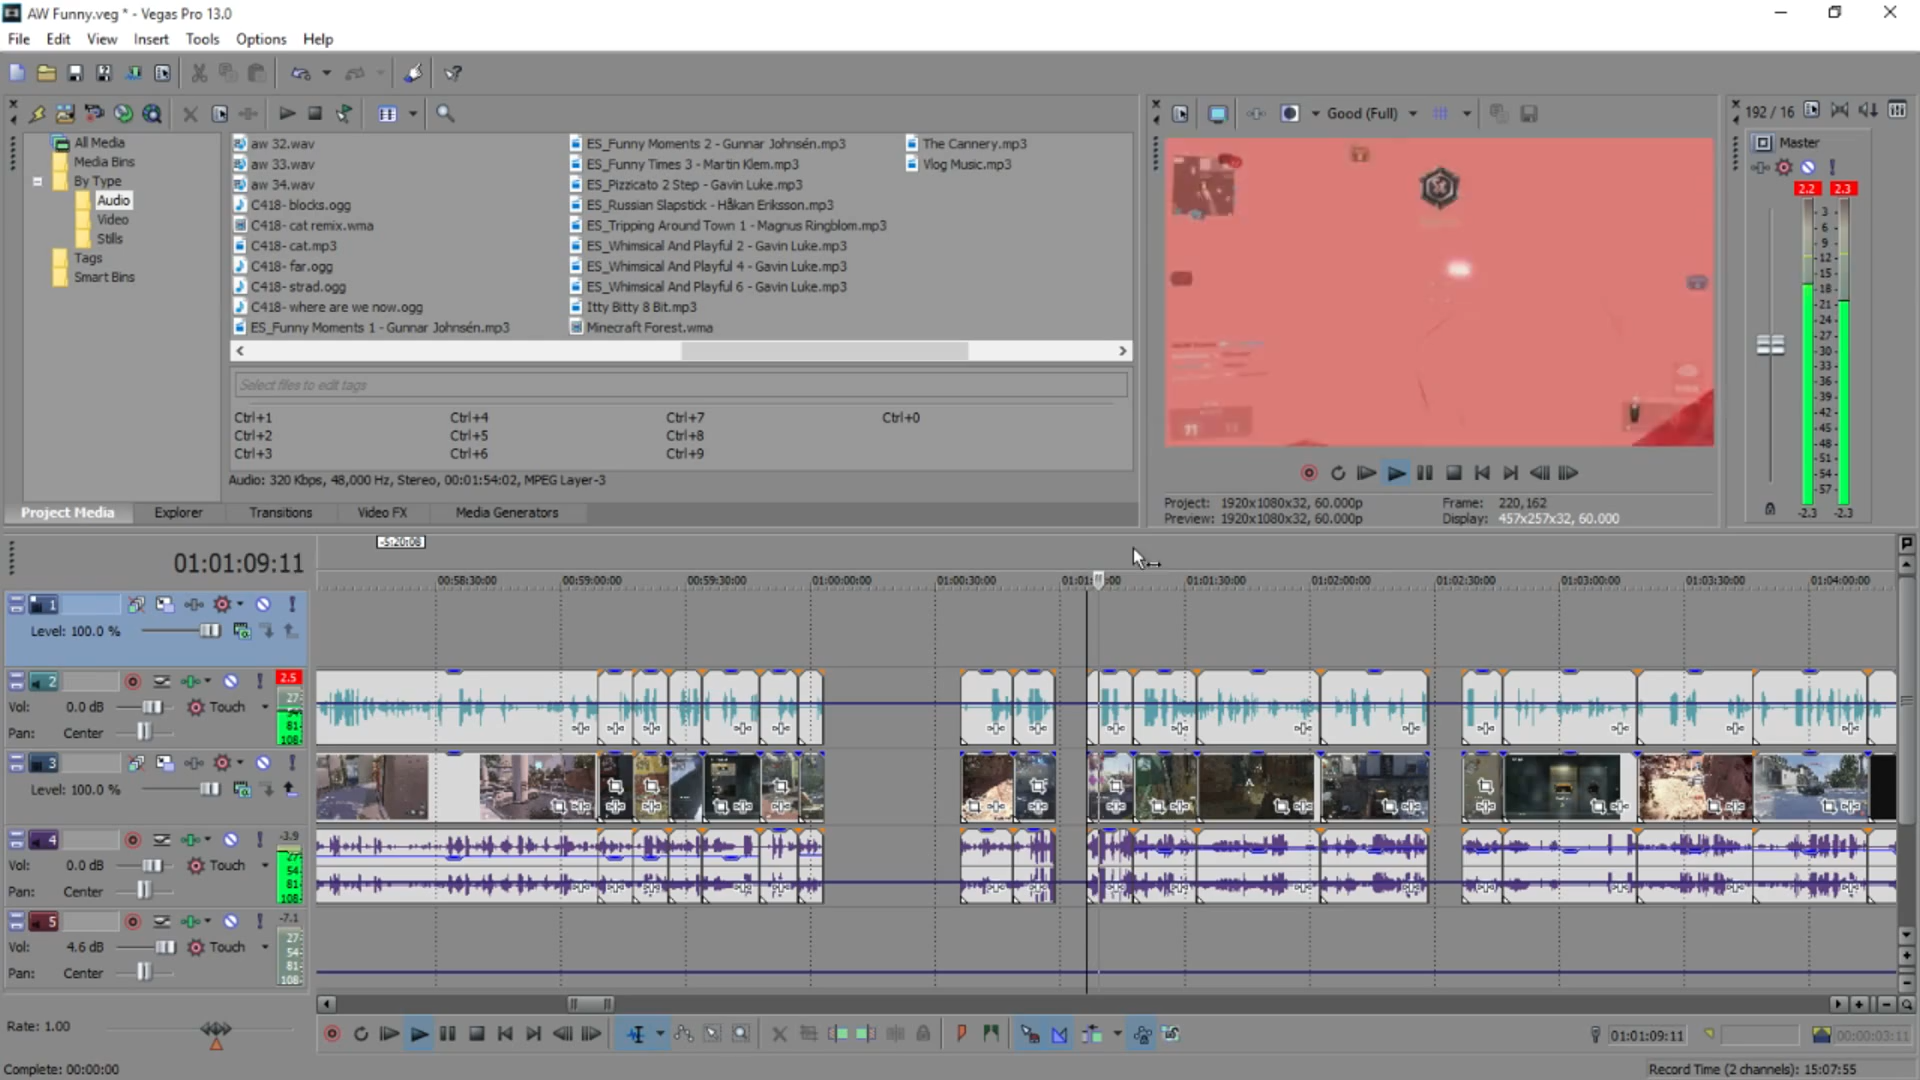 AW Funny.veg * - Vegas Pro 13.0
File Edit View Insert Tools Options Help
All Media
Media Bins
By Type
Audio
Video
Stills
Tags
Smart Bins
aw 32.wav
aw 33.wav
aw 34.wav
C418- blocks.ogg
C418- cat remix.wma
C418- cat.mp3
C418- far.ogg
C418- strad.ogg
C418- where are we now.ogg
ES_Funny Moments 1 - Gunnar Johnsén.mp3
ES_Funny Moments 2 - Gunnar Johnsén.mp3
ES_Funny Times 3 - Martin Klem.mp3
ES_Pizzicato 2 Step - Gavin Luke.mp3
ES_Russian Slapstick - Håkan Eriksson.mp3
ES_Tripping Around Town 1 - Magnus Ringblom.mp3
ES_Whimsical And Playful 2 - Gavin Luke.mp3
ES_Whimsical And Playful 4 - Gavin Luke.mp3
ES_Whimsical And Playful 6 - Gavin Luke.mp3
Itty Bitty 8 Bit.mp3
Minecraft Forest.wma
The Cannery.mp3
Vlog Music.mp3
Select files to edit tags
Ctrl+1 Ctrl+4 Ctrl+7 Ctrl+0
Ctrl+2 Ctrl+5 Ctrl+8
Ctrl+3 Ctrl+6 Ctrl+9
Audio: 320 Kbps, 48,000 Hz, Stereo, 00:01:54:02, MPEG Layer-3
Project Media Explorer Transitions Video FX Media Generators
Good (Full)
Project: 1920x1080x32, 60.000p Frame: 220,162
Preview: 1920x1080x32, 60.000p Display: 457x257x32, 60.000
192 / 16
Master
2.2 2.3
3
6
9
12
15
18
21
24
27
30
33
36
39
42
45
48
51
54
57
-2.3 -2.3
01:01:09:11
-5:20:08
00:58:30:00 00:59:00:00 00:59:30:00 01:00:00:00 01:00:30:00 01:01:30:00 01:02:00:00 01:02:30:00 01:03:00:00 01:03:30:00 01:04:00:00
1
Level: 100.0 %
2 2.5
Vol: 0.0 dB Touch
Pan: Center
27
54
81
108
3
Level: 100.0 %
4 -3.9
Vol: 0.0 dB Touch
Pan: Center
27
54
81
108
5 -7.1
Vol: 4.6 dB Touch
Pan: Center
27
54
81
108
Rate: 1.00
01:01:09:11 00:00:03:11
Complete: 00:00:00
Record Time (2 channels): 15:07:55